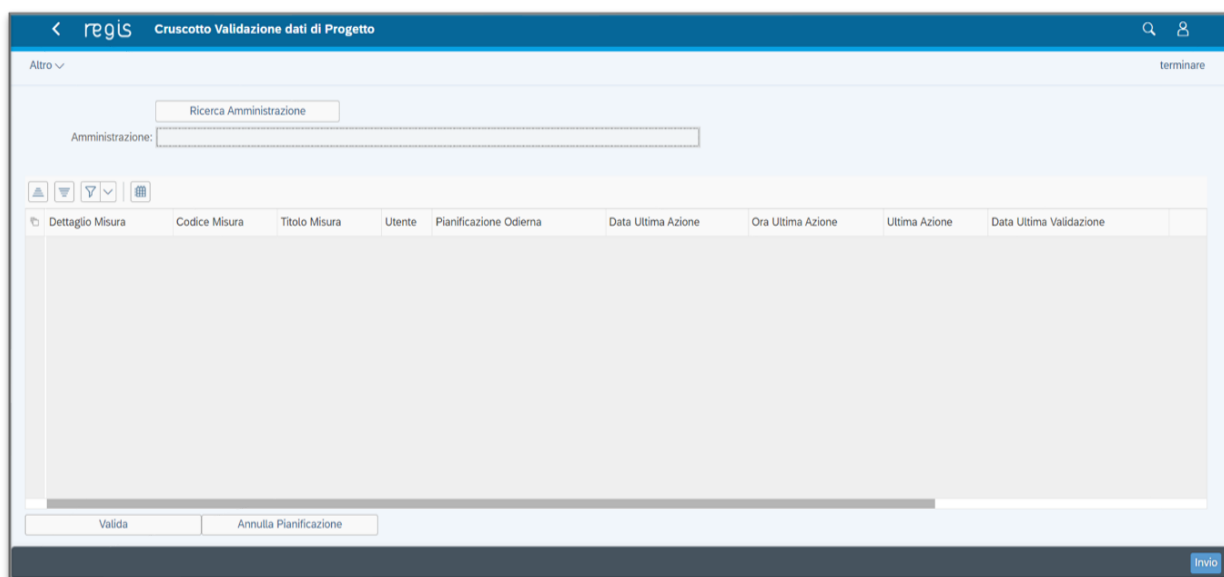 regis Cruscotto Validazione dati di Progetto
Altro terminare
Ricerca Amministrazione
Amministrazione:
Dettaglio Misura Codice Misura Titolo Misura Utente Pianificazione Odierna Data Ultima Azione Ora Ultima Azione Ultima Azione Data Ultima Validazione
Valida Annulla Pianificazione
Invio